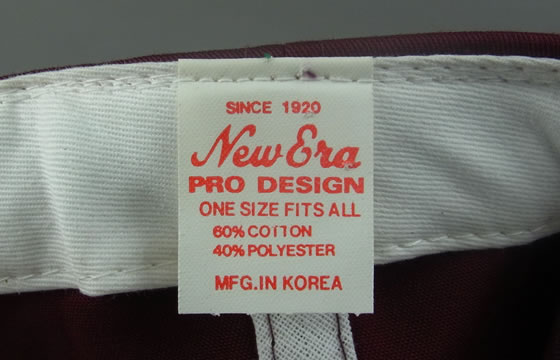 SINCE 1920
New Era
PRO DESIGN
ONE SIZE FITS ALL
60% COTTON
40% POLYESTER
MFG.IN KOREA